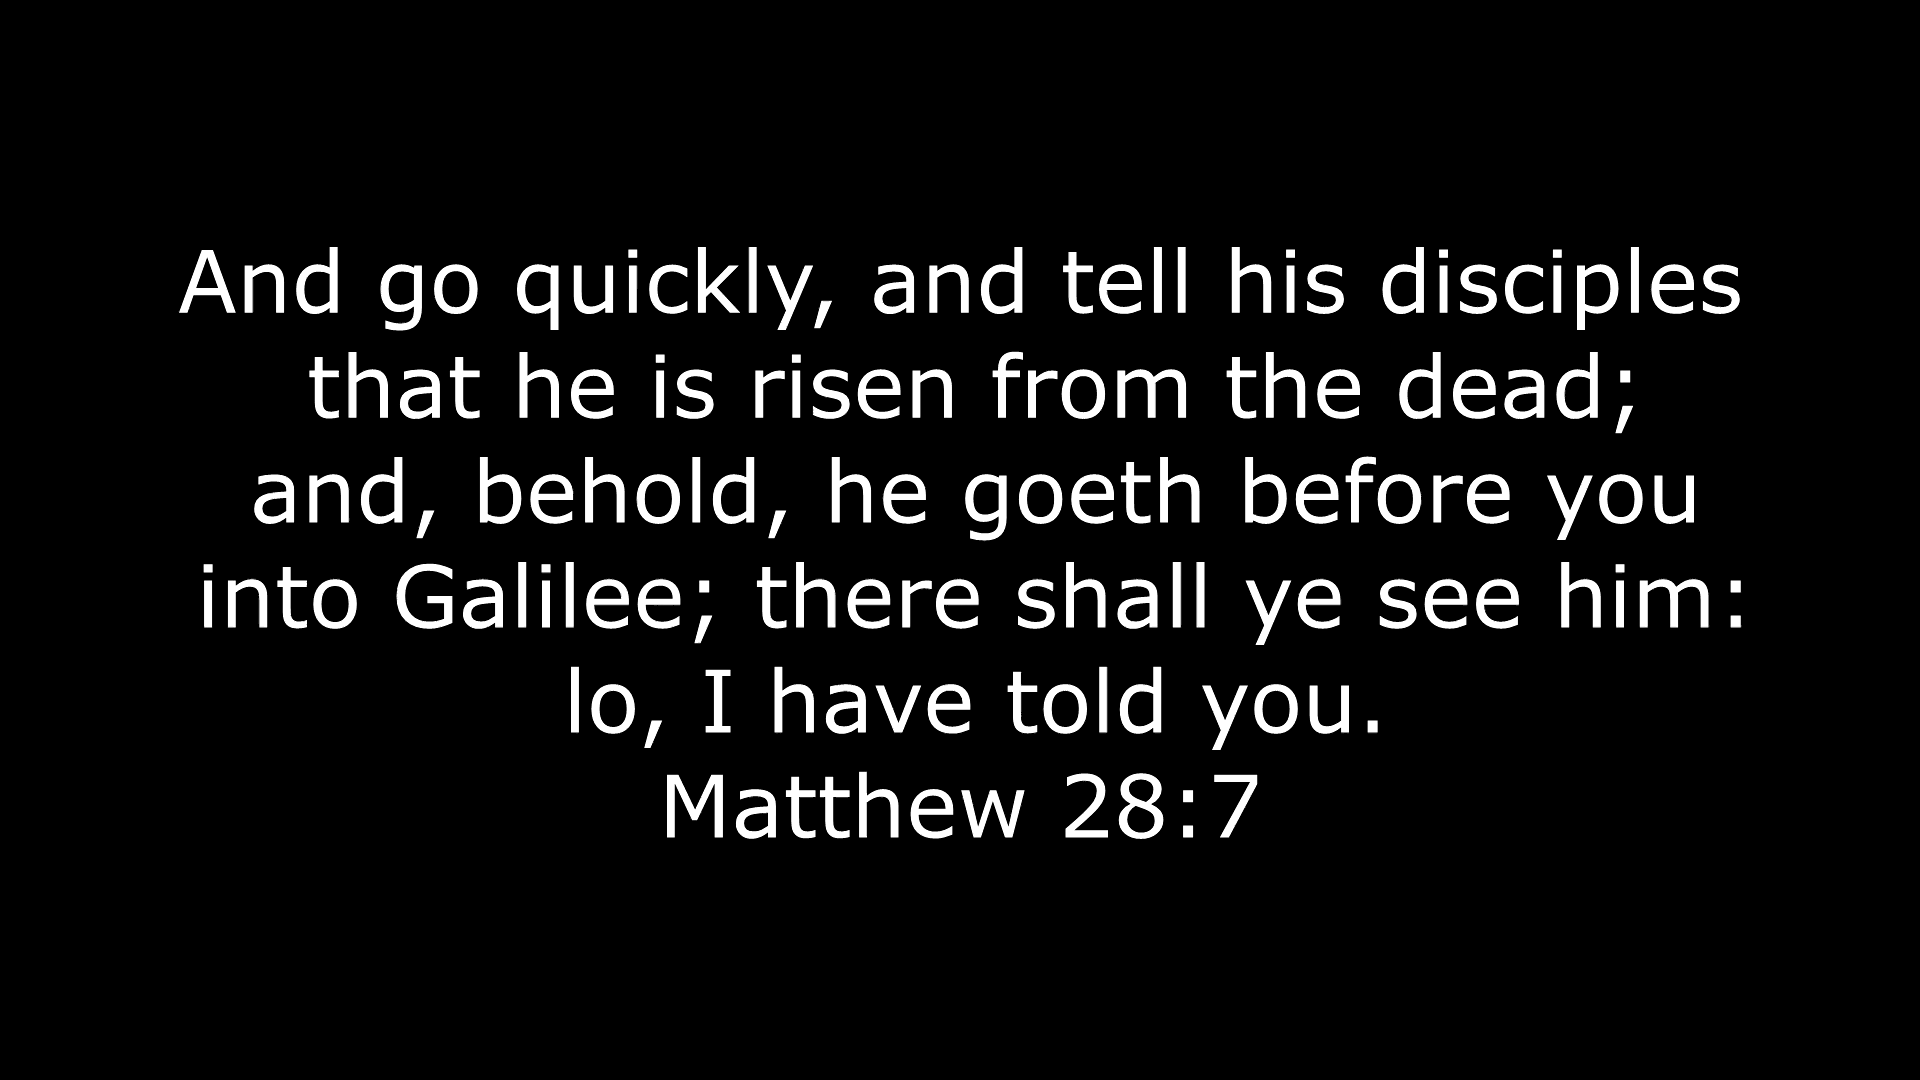 And go quickly, and tell his disciples
that he is risen from the dead;
and, behold, he goeth before you
into Galilee; there shall ye see him:
lo, I have told you.
Matthew 28:7